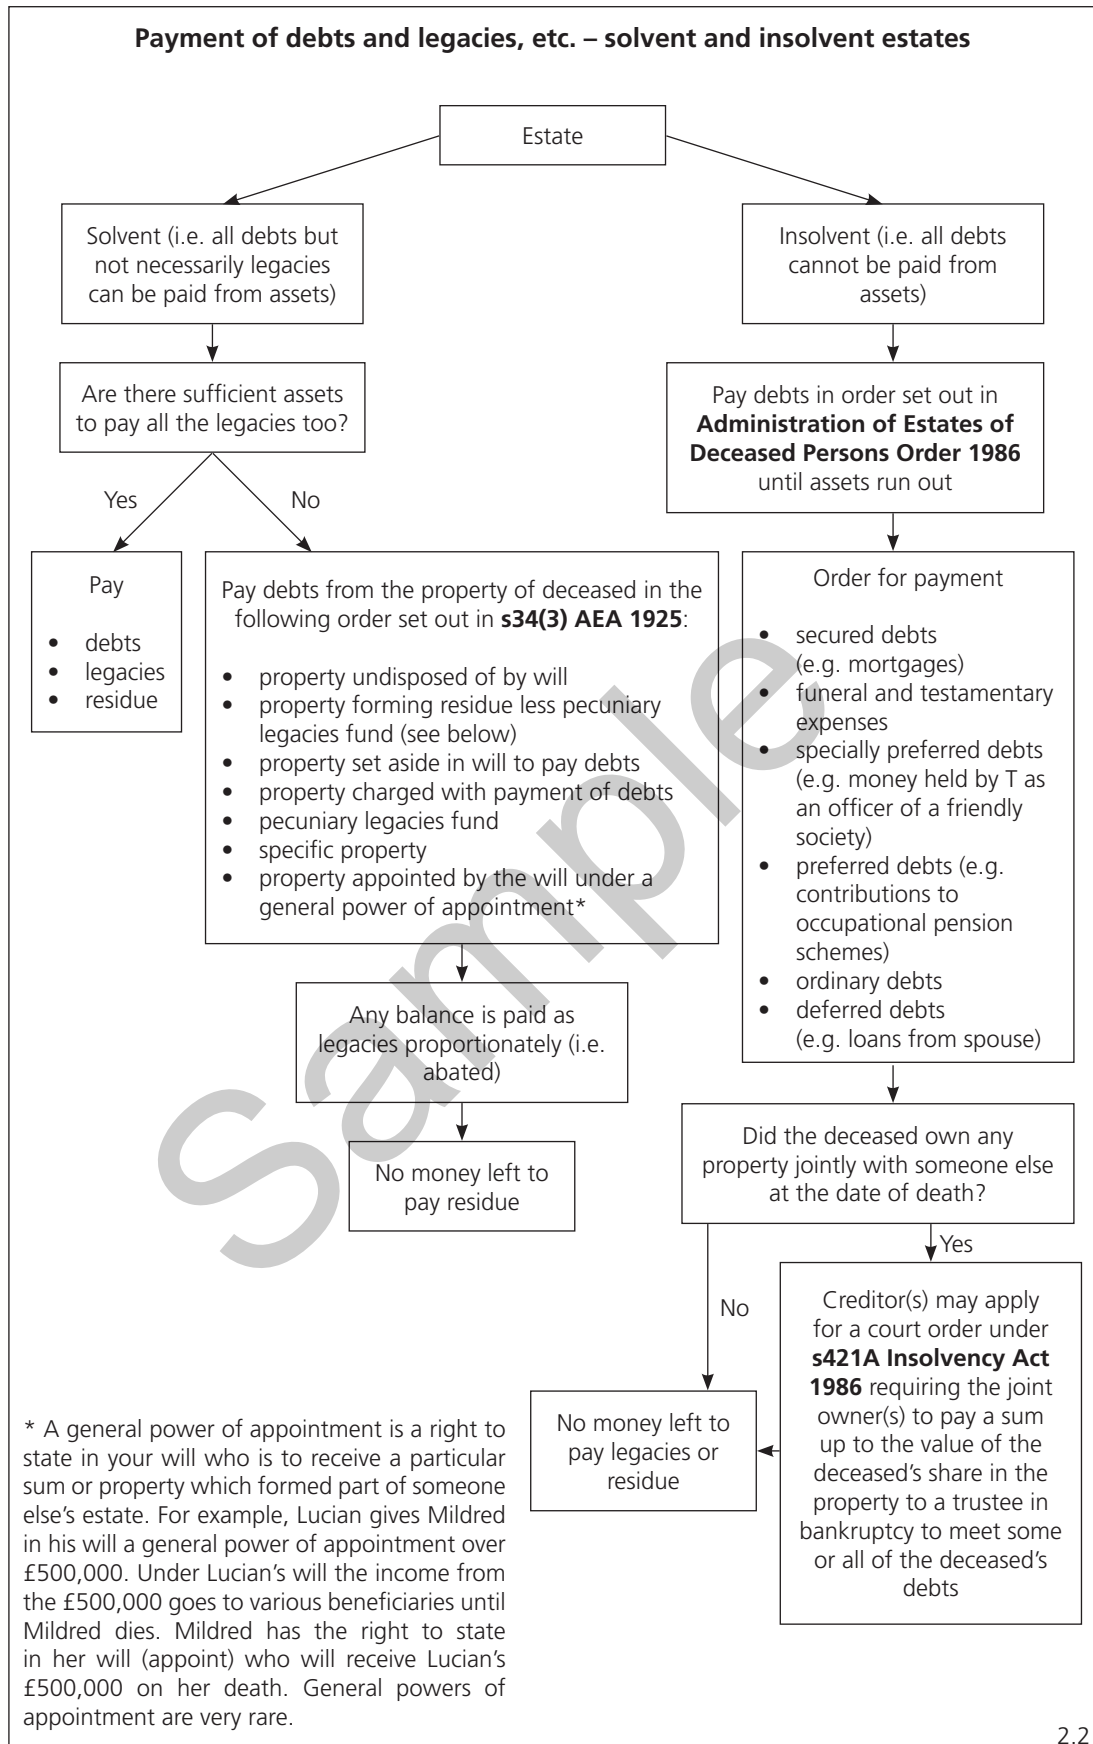 Payment of debts and legacies, etc. – solvent and insolvent estates
Estate
Solvent (i.e. all debts but
not necessarily legacies
can be paid from assets)
Insolvent (i.e. all debts
cannot be paid from
assets)
Are there sufficient assets
to pay all the legacies too?
Pay debts in order set out in
Administration of Estates of
Deceased Persons Order 1986
until assets run out
Yes
No
Pay
• debts
• legacies
• residue
Pay debts from the property of deceased in the
following order set out in s34(3) AEA 1925:
• property undisposed of by will
• property forming residue less pecuniary
legacies fund (see below)
• property set aside in will to pay debts
• property charged with payment of debts
• pecuniary legacies fund
• specific property
• property appointed by the will under a
general power of appointment*
Order for payment
• secured debts
(e.g. mortgages)
• funeral and testamentary
expenses
• specially preferred debts
(e.g. money held by T as
an officer of a friendly
society)
• preferred debts (e.g.
contributions to
occupational pension
schemes)
• ordinary debts
• deferred debts
(e.g. loans from spouse)
Any balance is paid as
legacies proportionately (i.e.
abated)
No money left to
pay residue
Did the deceased own any
property jointly with someone else
at the date of death?
Yes
No
Creditor(s) may apply
for a court order under
s421A Insolvency Act
1986 requiring the joint
owner(s) to pay a sum
up to the value of the
deceased's share in the
property to a trustee in
bankruptcy to meet some
or all of the deceased's
debts
No money left to
pay legacies or
residue
* A general power of appointment is a right to
state in your will who is to receive a particular
sum or property which formed part of someone
else's estate. For example, Lucian gives Mildred
in his will a general power of appointment over
£500,000. Under Lucian's will the income from
the £500,000 goes to various beneficiaries until
Mildred dies. Mildred has the right to state
in her will (appoint) who will receive Lucian's
£500,000 on her death. General powers of
appointment are very rare.
2.2
Sample